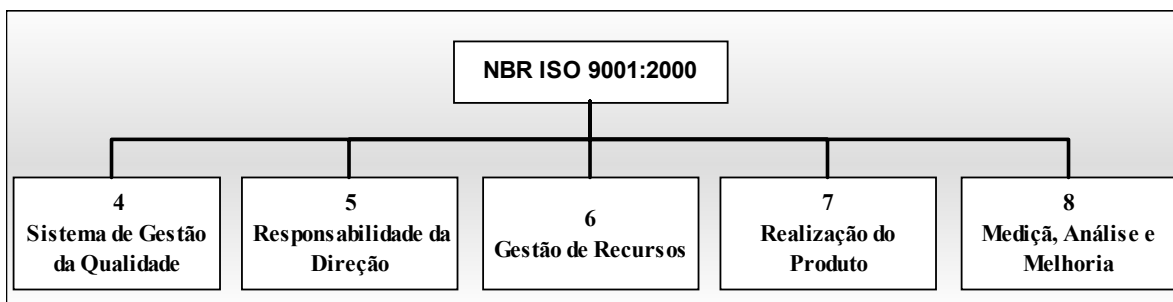 NBR ISO 9001:2000
4
Sistema de Gestão
da Qualidade
5
Responsabilidade da
Direção
6
Gestão de Recursos
7
Realização do
Produto
8
Mediçã, Análise e
Melhoria